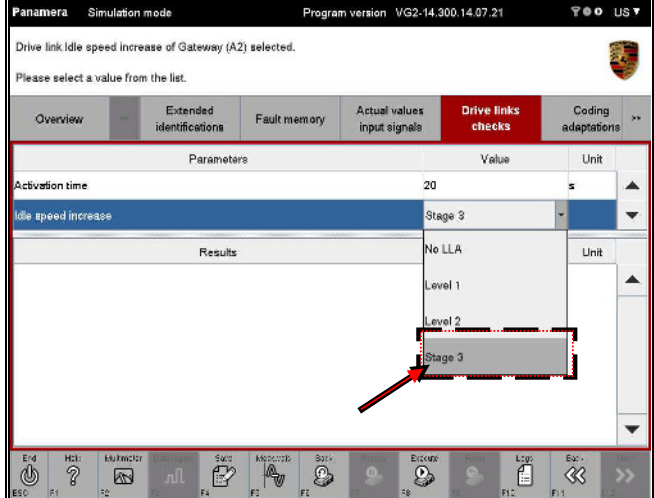 Panamera Simulation mode Program version VG2-14.300.14.07.21 US
Drive link Idle speed increase of Gateway (A2) selected.
Please select a value from the list.
Overview Extended identifications Fault memory Actual values input signals Drive links checks Coding adaptations >>
Parameters Value Unit
Activation time 20 s
Idle speed increase Stage 3
Results Unit
No LLA
Level 1
Level 2
Stage 3
End Help Multimeter Save Back Execute Logs Back
ESC F1 F2 F4 F5 F6 F8 F10 F11